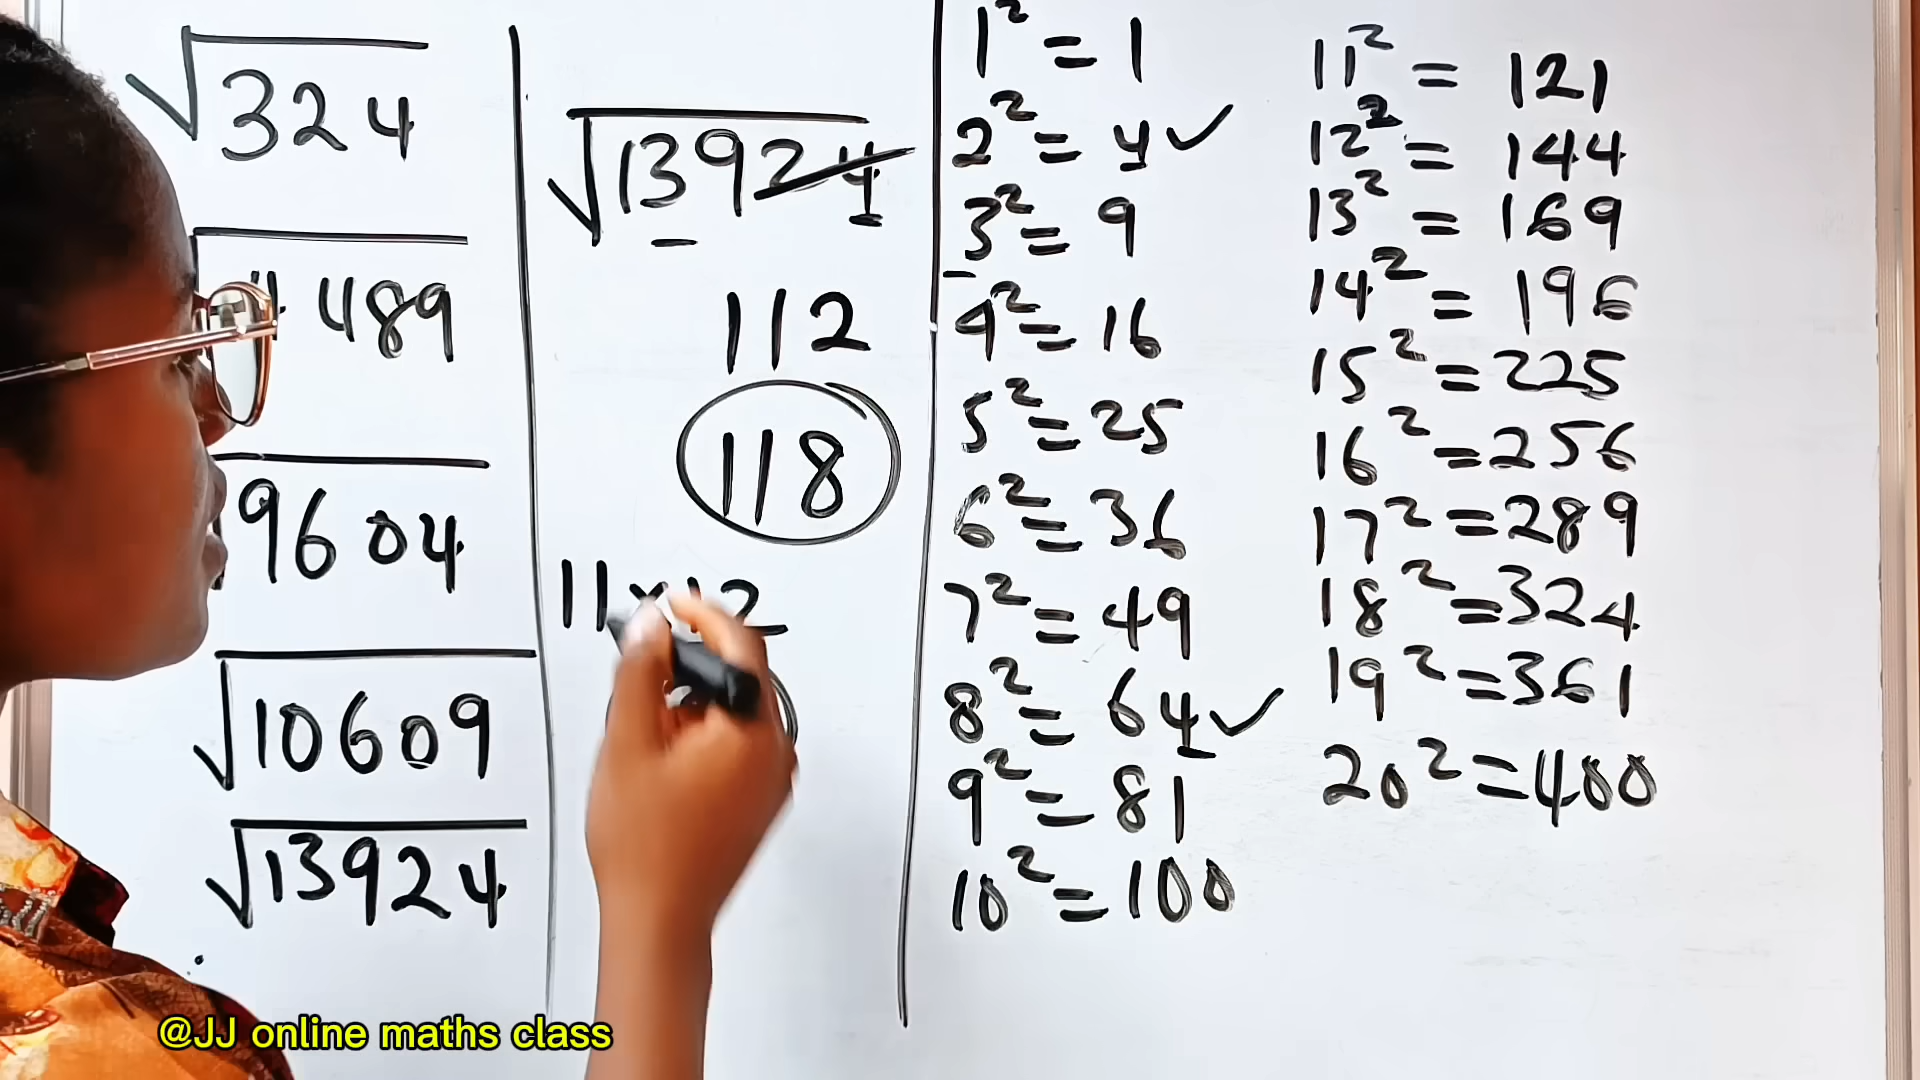 √324
489
9604
√10609
√13924
√13924
112
118
11×12
1² = 1
2² = 4 ✓
3² = 9
4² = 16
5² = 25
6² = 36
7² = 49
8² = 64 ✓
9² = 81
10² = 100
11² = 121
12² = 144
13² = 169
14² = 196
15² = 225
16² = 256
17² = 289
18² = 324
19² = 361
20² = 400
@JJ online maths class